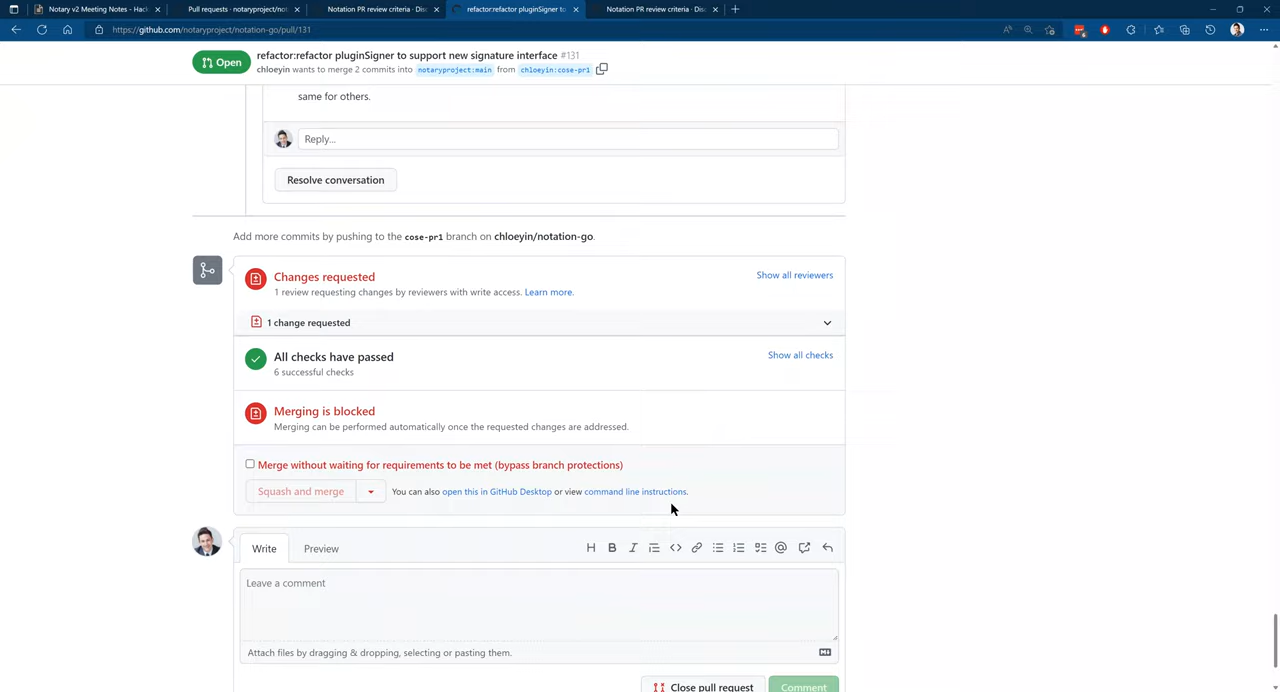 Notary v2 Meeting Notes - Hack
Pull requests · notaryproject/not
Notation PR review criteria · Disc
refactor:refactor pluginSigner to
Notation PR review criteria · Disc
https://github.com/notaryproject/notation-go/pull/131
Open
refactor:refactor pluginSigner to support new signature interface #131
chloeyin wants to merge 2 commits into notaryproject:main from chloeyin:cose-pr1
same for others.
Reply...
Resolve conversation
Add more commits by pushing to the cose-pr1 branch on chloeyin/notation-go.
Changes requested
Show all reviewers
1 review requesting changes by reviewers with write access. Learn more.
1 change requested
All checks have passed
Show all checks
6 successful checks
Merging is blocked
Merging can be performed automatically once the requested changes are addressed.
Merge without waiting for requirements to be met (bypass branch protections)
Squash and merge
You can also open this in GitHub Desktop or view command line instructions.
Write
Preview
Leave a comment
Attach files by dragging & dropping, selecting or pasting them.
Close pull request
Comment